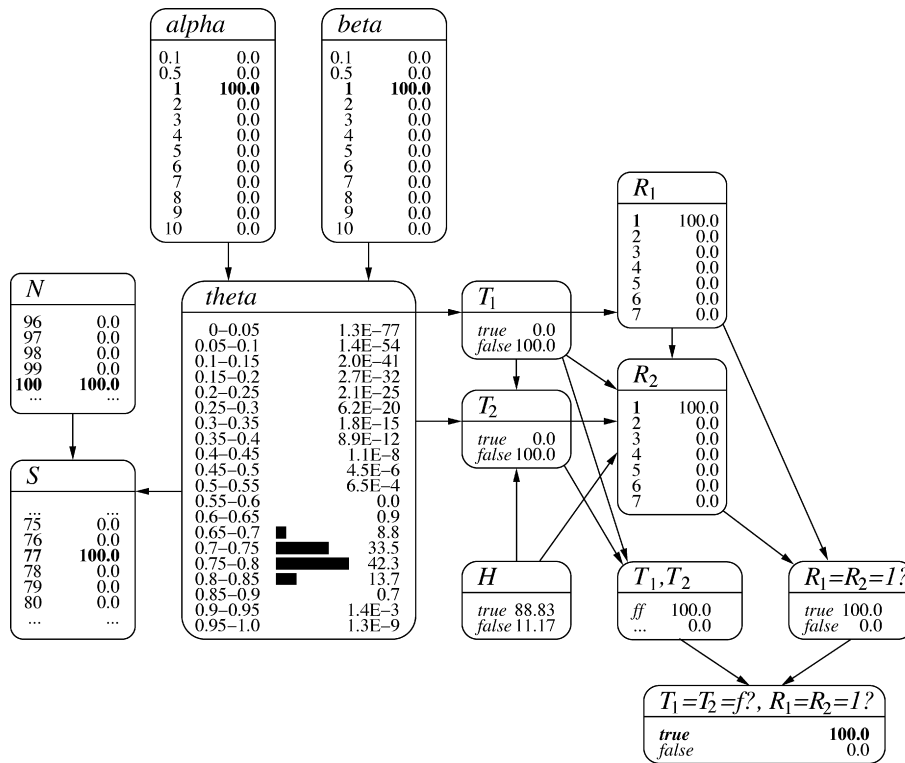 alpha
0.1 0.0
0.5 0.0
1 100.0
2 0.0
3 0.0
4 0.0
5 0.0
6 0.0
7 0.0
8 0.0
9 0.0
10 0.0
beta
0.1 0.0
0.5 0.0
1 100.0
2 0.0
3 0.0
4 0.0
5 0.0
6 0.0
7 0.0
8 0.0
9 0.0
10 0.0
R1
1 100.0
2 0.0
3 0.0
4 0.0
5 0.0
6 0.0
7 0.0
N
96 0.0
97 0.0
98 0.0
99 0.0
100 100.0
... ...
theta
0–0.05 1.3E–77
0.05–0.1 1.4E–54
0.1–0.15 2.0E–41
0.15–0.2 2.7E–32
0.2–0.25 2.1E–25
0.25–0.3 6.2E–20
0.3–0.35 1.8E–15
0.35–0.4 8.9E–12
0.4–0.45 1.1E–8
0.45–0.5 4.5E–6
0.5–0.55 6.5E–4
0.55–0.6 0.0
0.6–0.65 0.9
0.65–0.7 8.8
0.7–0.75 33.5
0.75–0.8 42.3
0.8–0.85 13.7
0.85–0.9 0.7
0.9–0.95 1.4E–3
0.95–1.0 1.3E–9
T1
true 0.0
false 100.0
R2
1 100.0
2 0.0
3 0.0
4 0.0
5 0.0
6 0.0
7 0.0
T2
true 0.0
false 100.0
S
... ...
75 0.0
76 0.0
77 100.0
78 0.0
79 0.0
80 0.0
... ...
H
true 88.83
false 11.17
T1,T2
ff 100.0
... 0.0
R1=R2=1?
true 100.0
false 0.0
T1=T2=f?, R1=R2=1?
true 100.0
false 0.0